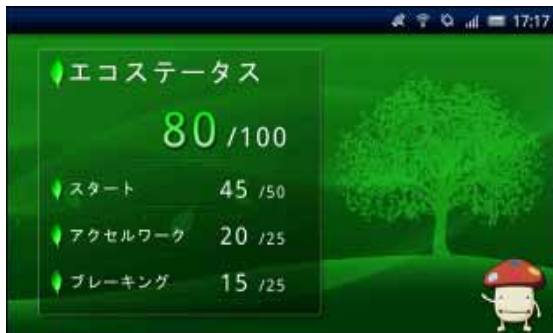 17:17
エコステータス
80/100
スタート 45/50
アクセルワーク 20/25
ブレーキング 15/25